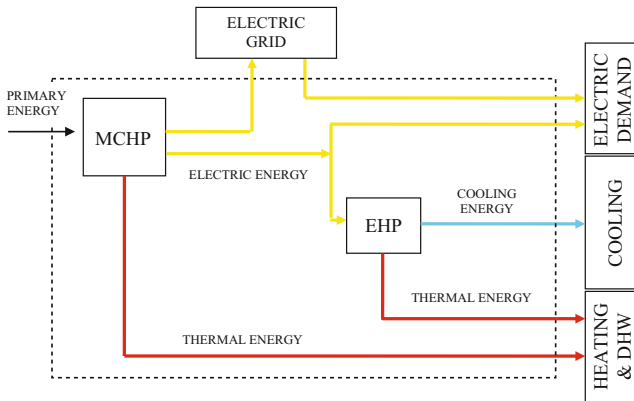 ELECTRIC
GRID
PRIMARY
ENERGY
MCHP
ELECTRIC ENERGY
ELECTRIC
DEMAND
COOLING
ENERGY
EHP
COOLING
THERMAL ENERGY
THERMAL ENERGY
HEATING
& DHW